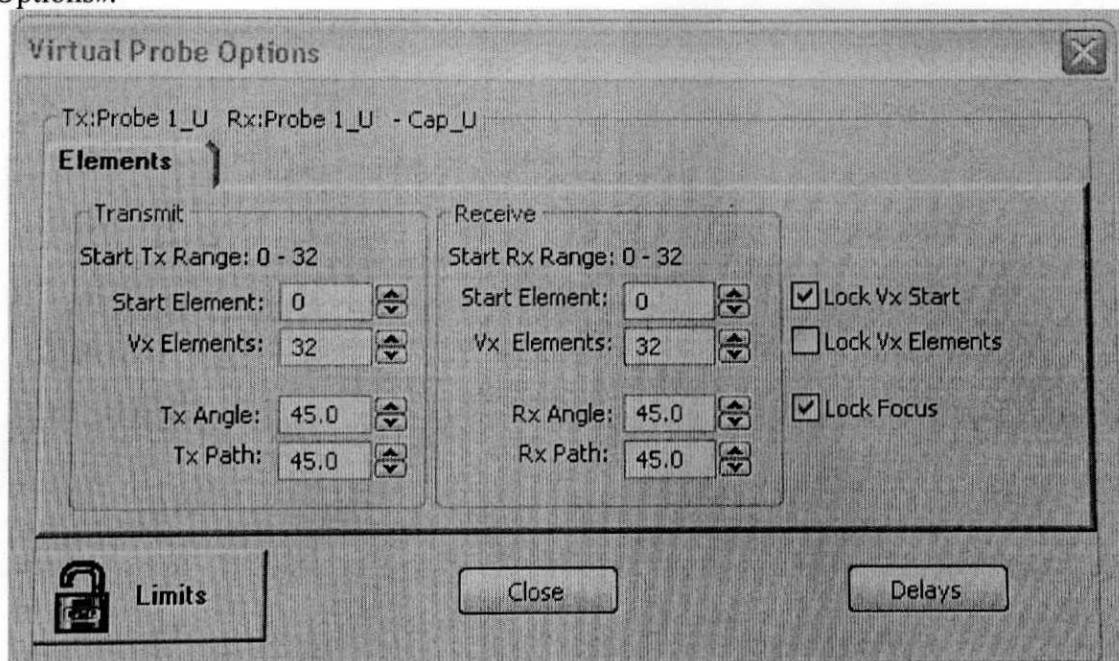 Options».
Virtual Probe Options
Tx:Probe 1_U Rx:Probe 1_U - Cap_U
Elements
Transmit
Start Tx Range: 0 - 32
Start Element: 0
Vx Elements: 32
Tx Angle: 45.0
Tx Path: 45.0
Receive
Start Rx Range: 0 - 32
Start Element: 0
Vx Elements: 32
Rx Angle: 45.0
Rx Path: 45.0
Lock Vx Start
Lock Vx Elements
Lock Focus
Limits
Close
Delays